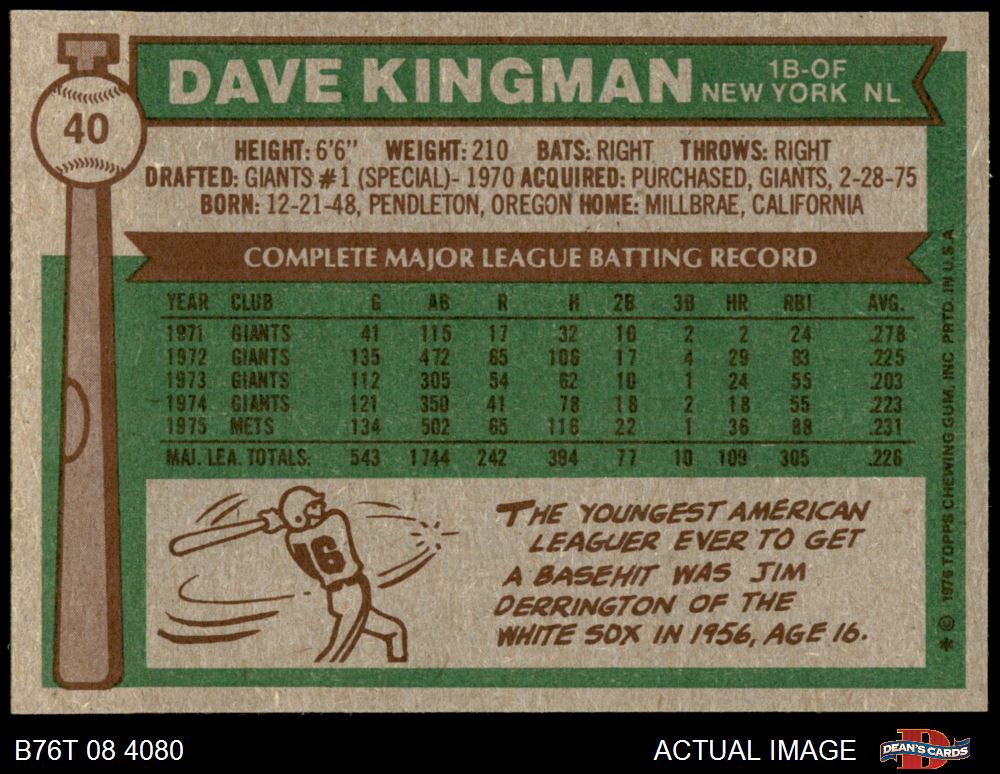 40
DAVE KINGMAN 1B-OF
NEW YORK NL
HEIGHT: 6'6" WEIGHT: 210 BATS: RIGHT THROWS: RIGHT
DRAFTED: GIANTS #1 (SPECIAL)- 1970 ACQUIRED: PURCHASED, GIANTS, 2-28-75
BORN: 12-21-48, PENDLETON, OREGON HOME: MILLBRAE, CALIFORNIA
COMPLETE MAJOR LEAGUE BATTING RECORD
YEAR CLUB G AB R H 2B 3B HR RBI AVG.
1971 GIANTS 41 115 17 32 10 2 2 24 .278
1972 GIANTS 135 472 65 106 17 4 29 83 .225
1973 GIANTS 112 305 54 62 10 1 24 55 .203
1974 GIANTS 121 350 41 78 18 2 18 55 .223
1975 METS 134 502 65 116 22 1 36 88 .231
MAJ. LEA. TOTALS: 543 1744 242 394 77 10 109 305 .226
16
THE YOUNGEST AMERICAN
LEAGUER EVER TO GET
A BASEHIT WAS JIM
DERRINGTON OF THE
WHITE SOX IN 1956, AGE 16.
* © 1976 TOPPS CHEWING GUM, INC PRTD. IN U.S.A.
B76T 08 4080
ACTUAL IMAGE
DEAN'S CARDS